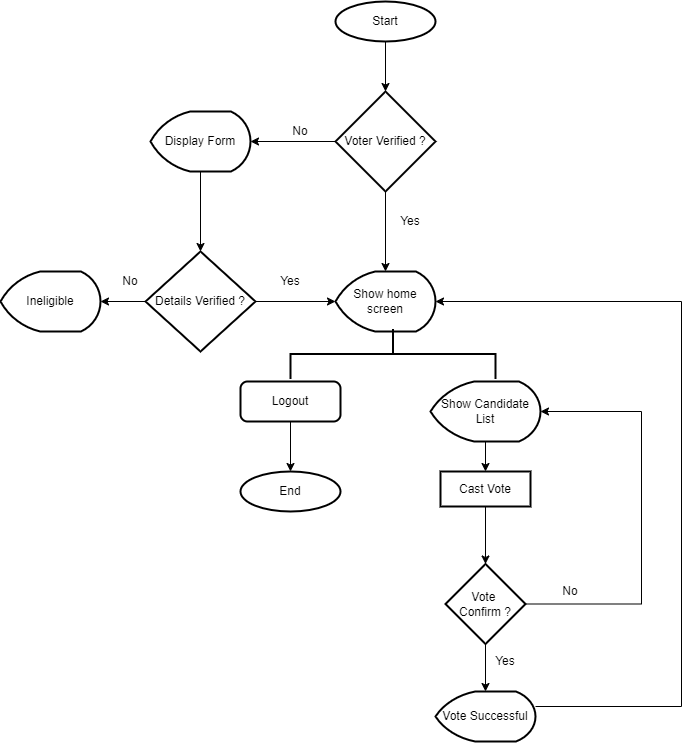 Start
Voter Verified ?
No
Display Form
Yes
Details Verified ?
No
Ineligible
Yes
Show home
screen
Logout
End
Show Candidate
List
Cast Vote
Vote
Confirm ?
No
Yes
Vote Successful